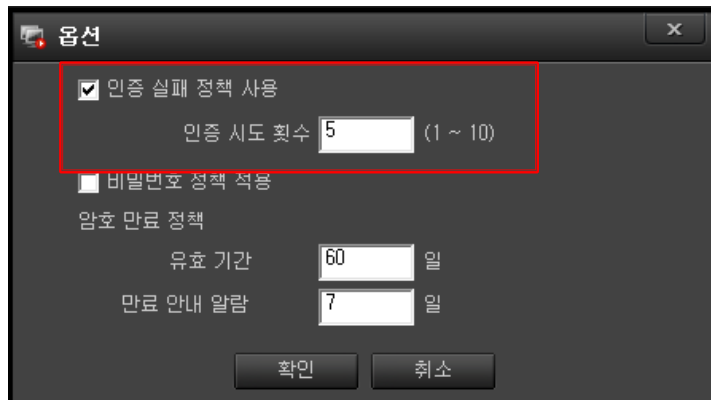 옵션
x
인증 실패 정책 사용
인증 시도 횟수 5 (1 ~ 10)
비밀번호 정책 적용
암호 만료 정책
유효 기간 60 일
만료 안내 알람 7 일
확인 취소